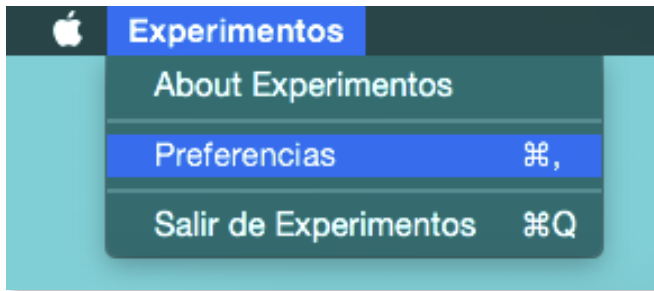 Experimentos
About Experimentos
Preferencias ⌘,
Salir de Experimentos ⌘Q